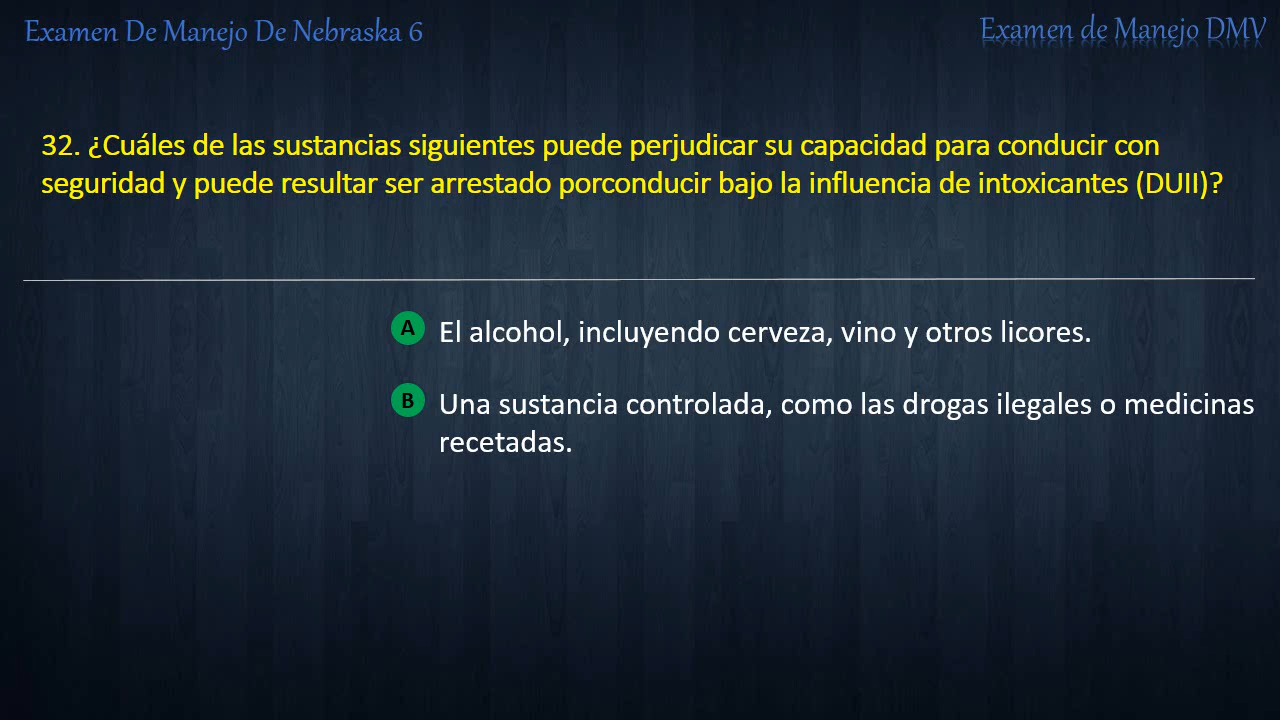 Examen De Manejo De Nebraska 6
Examen de Manejo DMV
32. ¿Cuáles de las sustancias siguientes puede perjudicar su capacidad para conducir con
seguridad y puede resultar ser arrestado porconducir bajo la influencia de intoxicantes (DUII)?
A El alcohol, incluyendo cerveza, vino y otros licores.
B Una sustancia controlada, como las drogas ilegales o medicinas
recetadas.